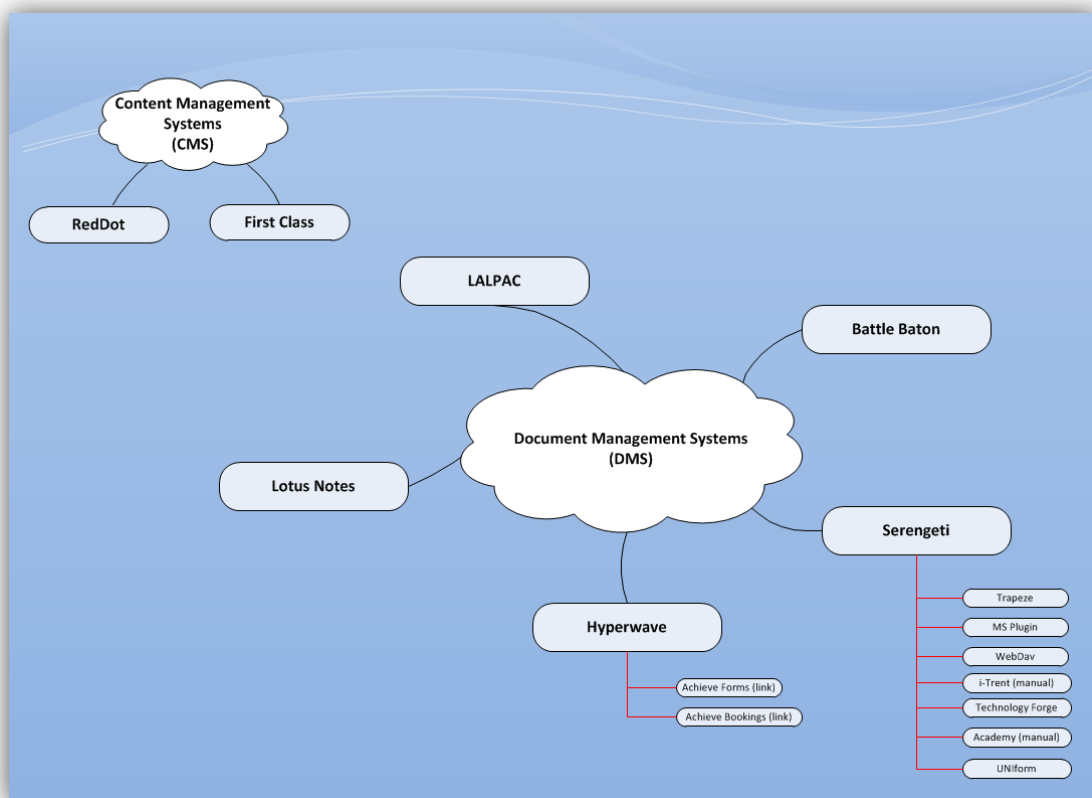 Content Management
Systems
(CMS)
RedDot
First Class
LALPAC
Battle Baton
Document Management Systems
(DMS)
Lotus Notes
Serengeti
Trapeze
MS Plugin
WebDav
i-Trent (manual)
Technology Forge
Academy (manual)
UNIform
Hyperwave
Achieve Forms (link)
Achieve Bookings (link)